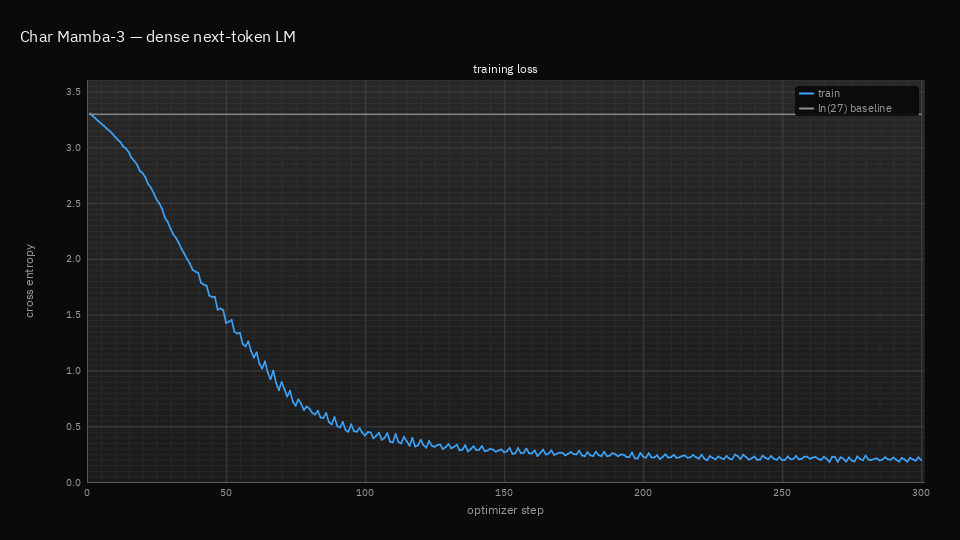 Char Mamba-3 — dense next-token LM
training loss
train
ln(27) baseline
3.5
3.0
2.5
2.0
1.5
1.0
0.5
0.0
cross entropy
0 50 100 150 200 250 300
optimizer step